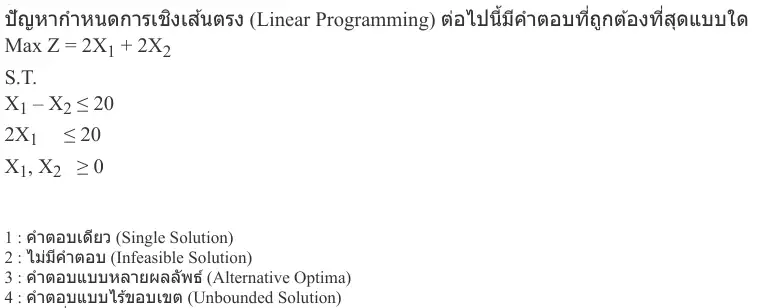 ปัญหากำหนดการเชิงเส้นตรง (Linear Programming) ต่อไปนี้มีคำตอบที่ถูกต้องที่สุดแบบใด
Max Z = 2X₁ + 2X₂
S.T.
X₁ – X₂ ≤ 20
2X₁ ≤ 20
X₁, X₂ ≥ 0
1 : คำตอบเดียว (Single Solution)
2 : ไม่มีคำตอบ (Infeasible Solution)
3 : คำตอบแบบหลายผลลัพธ์ (Alternative Optima)
4 : คำตอบแบบไร้ขอบเขต (Unbounded Solution)